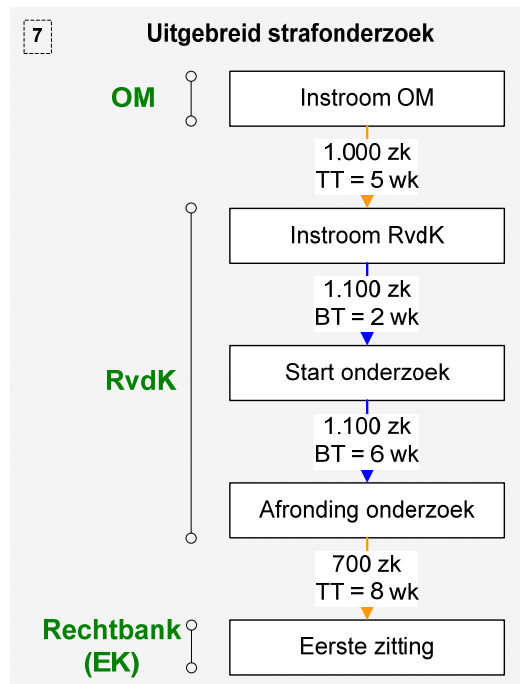 7
Uitgebreid strafonderzoek
OM
Instroom OM
1.000 zk
TT = 5 wk
Instroom RvdK
1.100 zk
BT = 2 wk
RvdK
Start onderzoek
1.100 zk
BT = 6 wk
Afronding onderzoek
700 zk
TT = 8 wk
Rechtbank
(EK)
Eerste zitting